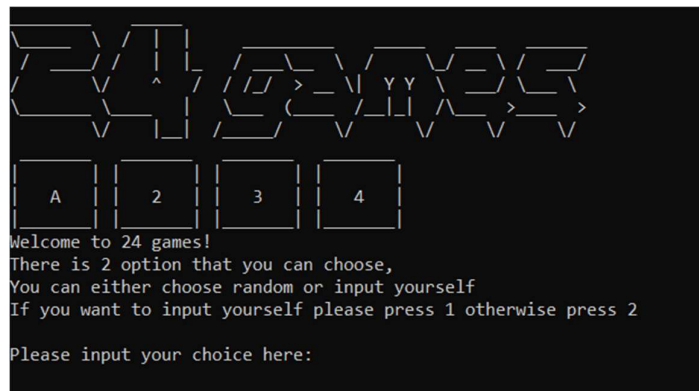 24 games
A 2 3 4
Welcome to 24 games!
There is 2 option that you can choose,
You can either choose random or input yourself
If you want to input yourself please press 1 otherwise press 2
Please input your choice here: